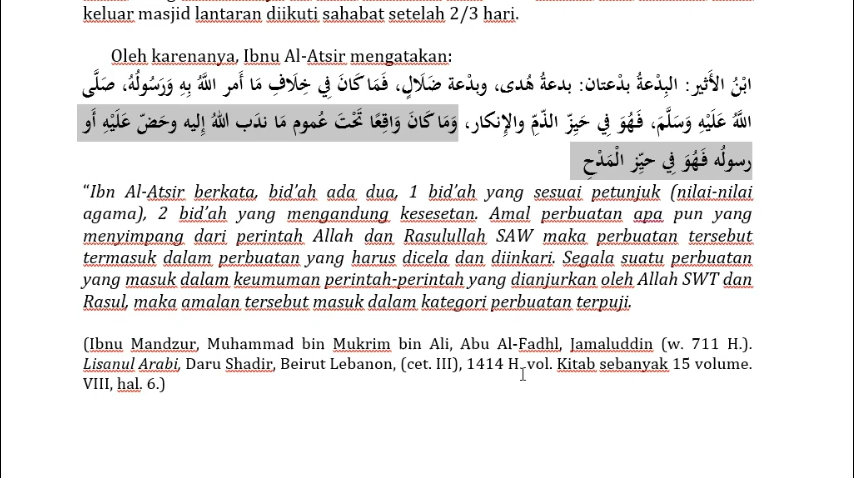 keluar masjid lantaran diikuti sahabat setelah 2/3 hari.
Oleh karenanya, Ibnu Al-Atsir mengatakan:
ابْنُ الأَثير: البِدْعةُ بدْعتان: بدعةُ هُدى، وبدْعة ضَلالٍ، فَمَا كَانَ فِي خِلَافِ مَا أَمر اللَّهُ بِهِ وَرَسُولُهُ، صَلَّى
اللَّهُ عَلَيْهِ وَسَلَّمَ، فَهُوَ فِي حَيِّز الذّمِّ والإِنكار، وَمَا كَانَ وَاقِعًا تَحْتَ عُموم مَا ندَب اللهُ إِليه وحَضّ عَلَيْهِ أَو
رسولُه فَهُوَ فِي حيِّز الْمَدْحِ
“Ibn Al-Atsir berkata, bid’ah ada dua, 1 bid’ah yang sesuai petunjuk (nilai-nilai
agama), 2 bid’ah yang mengandung kesesetan. Amal perbuatan apa pun yang
menyimpang dari perintah Allah dan Rasulullah SAW maka perbuatan tersebut
termasuk dalam perbuatan yang harus dicela dan diinkari. Segala suatu perbuatan
yang masuk dalam keumuman perintah-perintah yang dianjurkan oleh Allah SWT dan
Rasul, maka amalan tersebut masuk dalam kategori perbuatan terpuji.
(Ibnu Mandzur, Muhammad bin Mukrim bin Ali, Abu Al-Fadhl, Jamaluddin (w. 711 H.).
Lisanul Arabi, Daru Shadir, Beirut Lebanon, (cet. III), 1414 H. vol. Kitab sebanyak 15 volume.
VIII, hal. 6.)